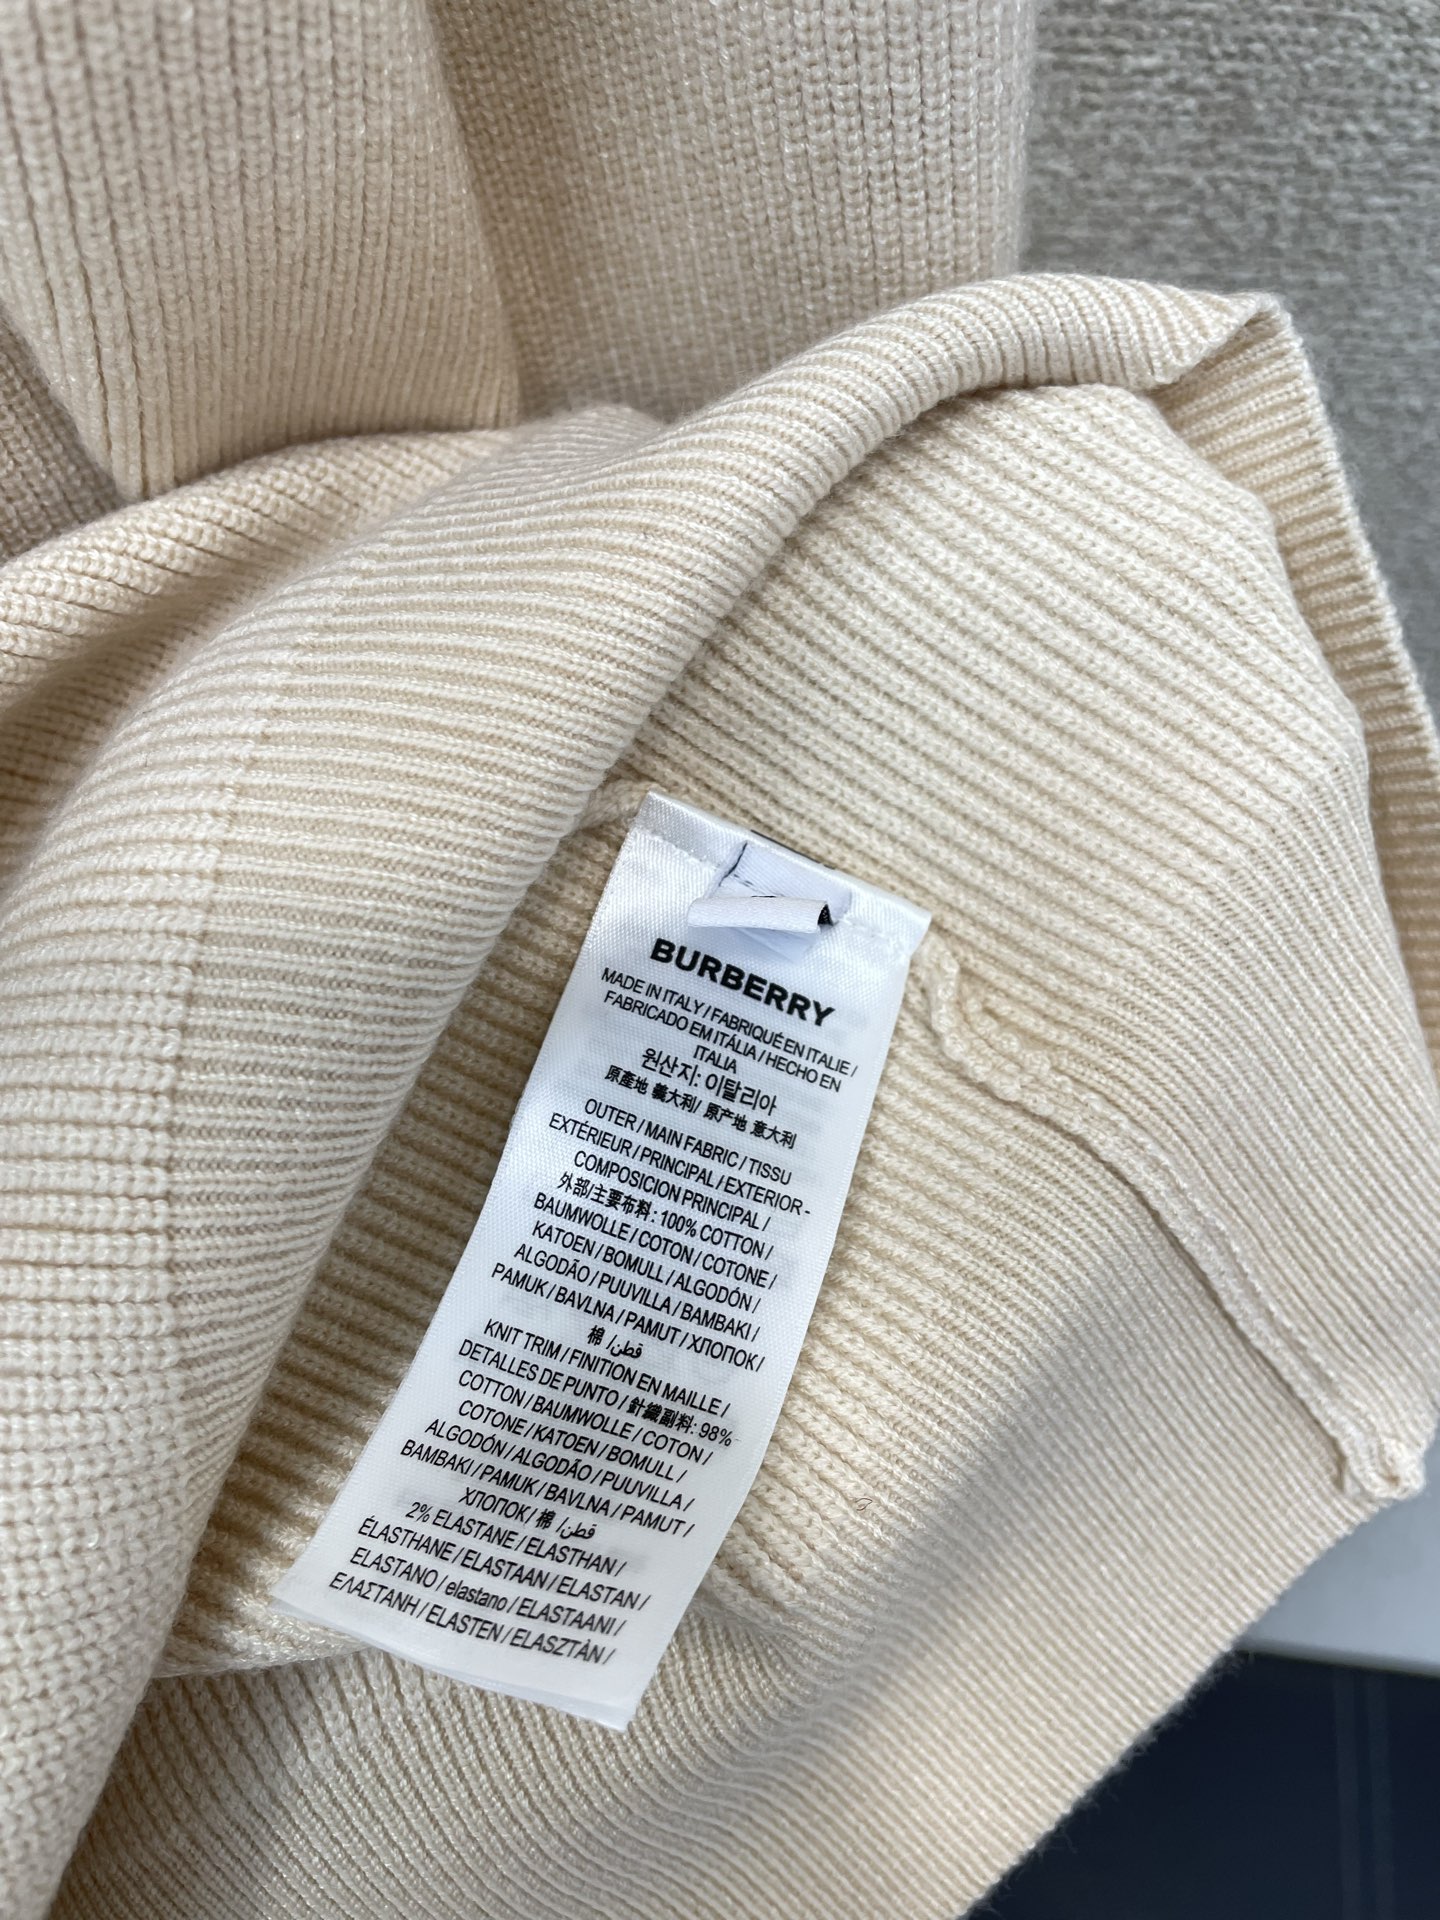 BURBERRY
MADE IN ITALY / FABRIQUÉ EN ITALIE /
FABRICADO EM ITÁLIA / HECHO EN
ITALIA
원산지: 이탈리아
原產地 義大利/ 原产地 意大利
OUTER / MAIN FABRIC / TISSU
EXTÉRIEUR / PRINCIPAL / EXTERIOR -
COMPOSICION PRINCIPAL /
外部/主要布料: 100% COTTON /
BAUMWOLLE / COTON / COTONE /
KATOEN / BOMULL / ALGODÓN /
ALGODÃO / PUUVILLA / BAMBAKI /
PAMUK / BAVLNA / PAMUT / ХЛОПОК /
棉 / قطن
KNIT TRIM / FINITION EN MAILLE /
DETALLES DE PUNTO / 針織副料: 98%
COTTON / BAUMWOLLE / COTON /
COTONE / KATOEN / BOMULL /
ALGODÓN / ALGODÃO / PUUVILLA /
BAMBAKI / PAMUK / BAVLNA / PAMUT /
ХЛОПОК / 棉 / قطن
2% ELASTANE / ELASTHAN /
ÉLASTHANE / ELASTAAN / ELASTAN /
ELASTANO / elastano / ELASTAANI /
ΕΛΑΣΤΑΝΗ / ELASTEN / ELASZTÀN /